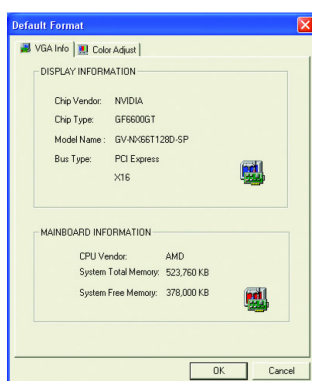 Default Format
VGA Info Color Adjust
DISPLAY INFORMATION
Chip Vendor: NVIDIA
Chip Type: GF6600GT
Model Name : GV-NX66T128D-SP
Bus Type: PCI Express
X16
MAINBOARD INFORMATION
CPU Vendor: AMD
System Total Memory: 523,760 KB
System Free Memory: 378,000 KB
OK Cancel